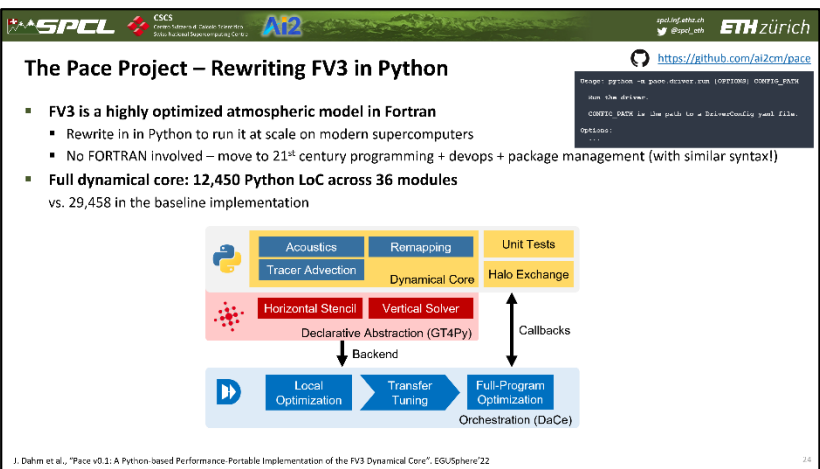 SPCL
CSCS
Centro Svizzero di Calcolo Scientifico
Swiss National Supercomputing Centre
Ai2
spcl.inf.ethz.ch
@spcl_eth
ETH zürich
The Pace Project – Rewriting FV3 in Python
https://github.com/ai2cm/pace
Usage: python -m pace.driver.run [OPTIONS] CONFIG_PATH
Run the driver.
CONFIG_PATH is the path to a DriverConfig yaml file.
Options:
...
▪ FV3 is a highly optimized atmospheric model in Fortran
▪ Rewrite in in Python to run it at scale on modern supercomputers
▪ No FORTRAN involved – move to 21st century programming + devops + package management (with similar syntax!)
▪ Full dynamical core: 12,450 Python LoC across 36 modules
vs. 29,458 in the baseline implementation
Acoustics
Remapping
Unit Tests
Tracer Advection
Dynamical Core
Halo Exchange
Horizontal Stencil
Vertical Solver
Declarative Abstraction (GT4Py)
Callbacks
Backend
Local
Optimization
Transfer
Tuning
Full-Program
Optimization
Orchestration (DaCe)
J. Dahm et al., "Pace v0.1: A Python-based Performance-Portable Implementation of the FV3 Dynamical Core". EGUSphere'22
24